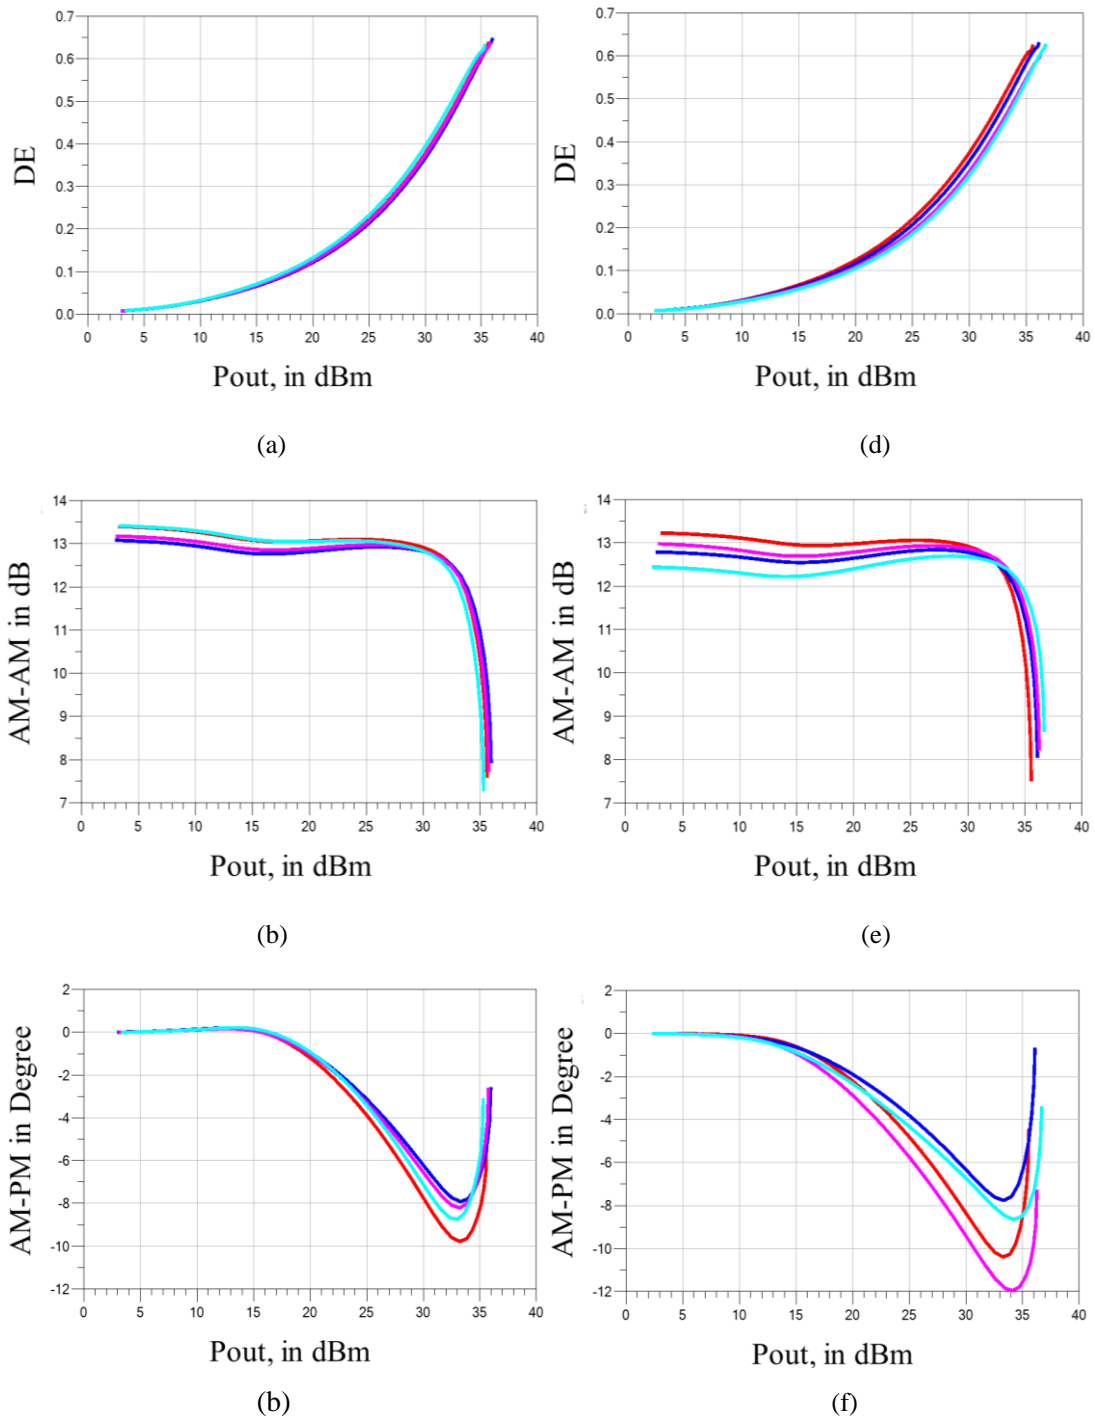 0.7
0.6
0.5
0.4
0.3
0.2
0.1
0.0
DE
0 5 10 15 20 25 30 35 40
Pout, in dBm
(a)
0.7
0.6
0.5
0.4
0.3
0.2
0.1
0.0
DE
0 5 10 15 20 25 30 35 40
Pout, in dBm
(d)
14
13
12
11
10
9
8
7
AM-AM in dB
0 5 10 15 20 25 30 35 40
Pout, in dBm
(b)
14
13
12
11
10
9
8
7
AM-AM in dB
0 5 10 15 20 25 30 35 40
Pout, in dBm
(e)
2
0
-2
-4
-6
-8
-10
-12
AM-PM in Degree
0 5 10 15 20 25 30 35 40
Pout, in dBm
(b)
2
0
-2
-4
-6
-8
-10
-12
AM-PM in Degree
0 5 10 15 20 25 30 35 40
Pout, in dBm
(f)